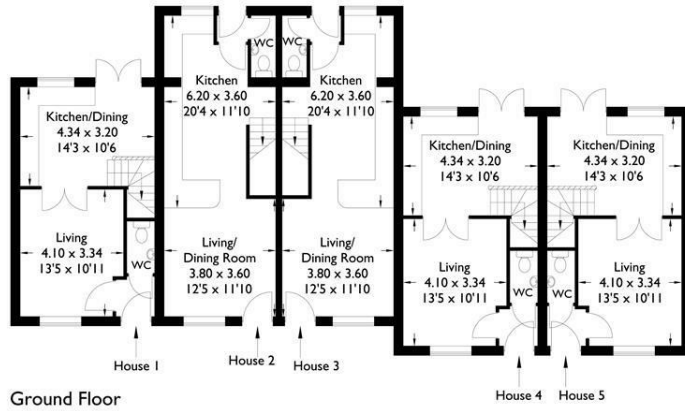 Kitchen/Dining
4.34 x 3.20
14'3 x 10'6
Living
4.10 x 3.34
13'5 x 10'11
WC
House 1
WC
Kitchen
6.20 x 3.60
20'4 x 11'10
Living/
Dining Room
3.80 x 3.60
12'5 x 11'10
House 2
WC
Kitchen
6.20 x 3.60
20'4 x 11'10
Living/
Dining Room
3.80 x 3.60
12'5 x 11'10
House 3
Kitchen/Dining
4.34 x 3.20
14'3 x 10'6
Living
4.10 x 3.34
13'5 x 10'11
WC
House 4
Kitchen/Dining
4.34 x 3.20
14'3 x 10'6
WC
Living
4.10 x 3.34
13'5 x 10'11
House 5
Ground Floor